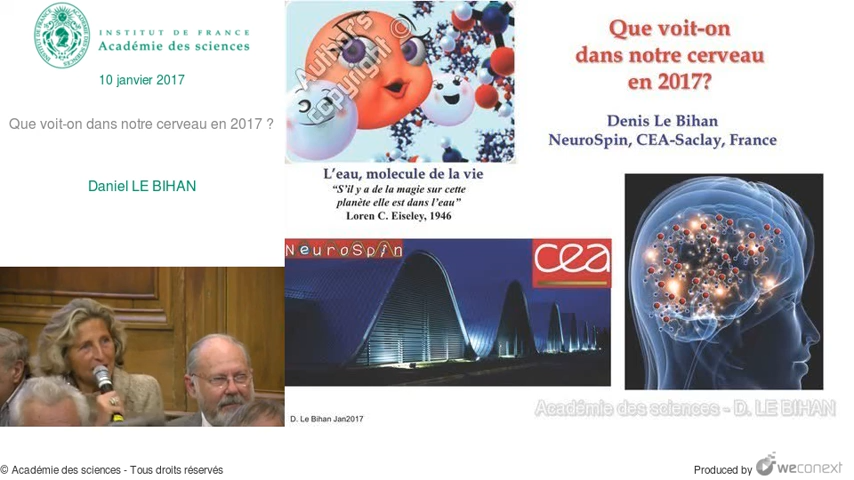 INSTITUT DE FRANCE
Académie des sciences
10 janvier 2017
Que voit-on dans notre cerveau en 2017 ?
Daniel LE BIHAN
Author's
copyright ©
L'eau, molecule de la vie
“S'il y a de la magie sur cette
planète elle est dans l'eau”
Loren C. Eiseley, 1946
Que voit-on
dans notre cerveau
en 2017?
Denis Le Bihan
NeuroSpin, CEA-Saclay, France
NeuroSpin
cea
D. Le Bihan Jan2017
Académie des sciences - D. LE BIHAN
© Académie des sciences - Tous droits réservés
Produced by weconext